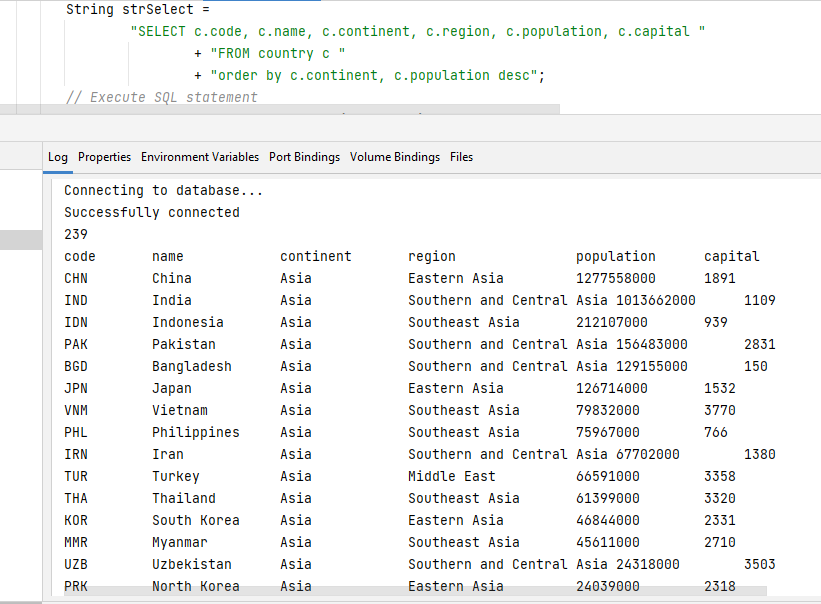 String strSelect =
"SELECT c.code, c.name, c.continent, c.region, c.population, c.capital "
+ "FROM country c "
+ "order by c.continent, c.population desc";
// Execute SQL statement
Log Properties Environment Variables Port Bindings Volume Bindings Files
Connecting to database...
Successfully connected
239
code name continent region population capital
CHN China Asia Eastern Asia 1277558000 1891
IND India Asia Southern and Central Asia 1013662000 1109
IDN Indonesia Asia Southeast Asia 212107000 939
PAK Pakistan Asia Southern and Central Asia 156483000 2831
BGD Bangladesh Asia Southern and Central Asia 129155000 150
JPN Japan Asia Eastern Asia 126714000 1532
VNM Vietnam Asia Southeast Asia 79832000 3770
PHL Philippines Asia Southeast Asia 75967000 766
IRN Iran Asia Southern and Central Asia 67702000 1380
TUR Turkey Asia Middle East 66591000 3358
THA Thailand Asia Southeast Asia 61399000 3320
KOR South Korea Asia Eastern Asia 46844000 2331
MMR Myanmar Asia Southeast Asia 45611000 2710
UZB Uzbekistan Asia Southern and Central Asia 24318000 3503
PRK North Korea Asia Eastern Asia 24039000 2318